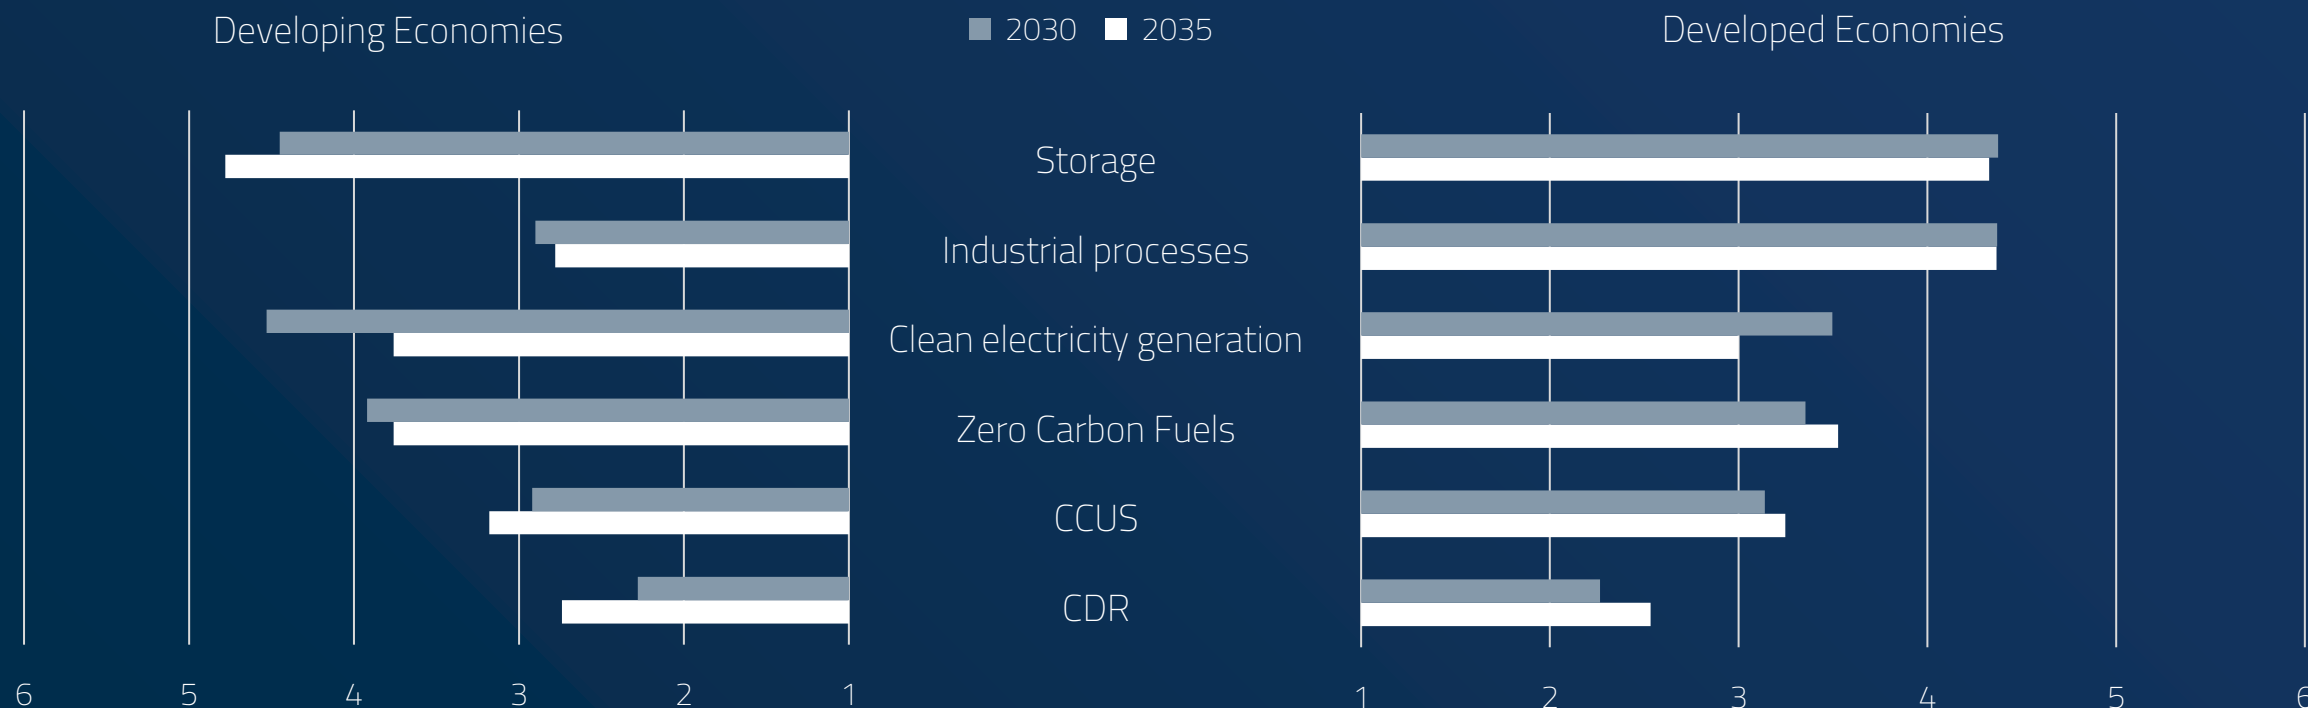 Developing Economies
2030 2035
Developed Economies
Storage
Industrial processes
Clean electricity generation
Zero Carbon Fuels
CCUS
CDR
6 5 4 3 2 1
1 2 3 4 5 6